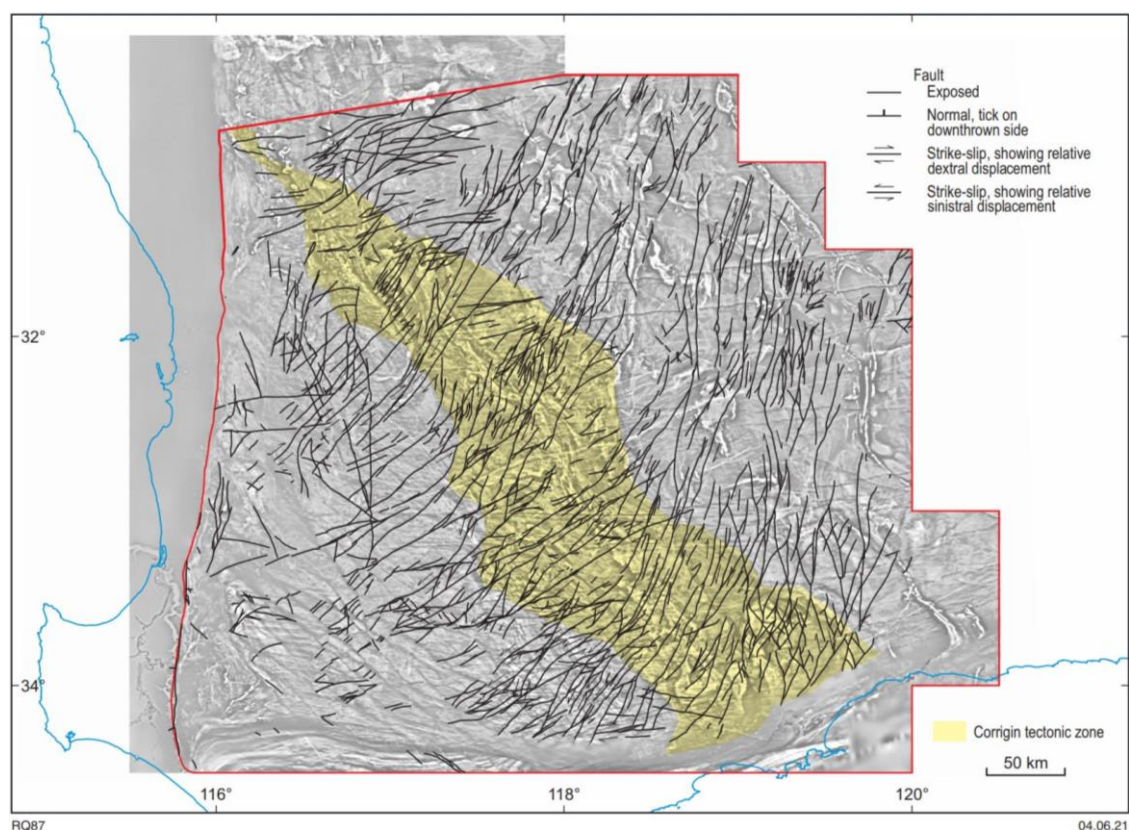 Fault
Exposed
Normal, tick on
downthrown side
Strike-slip, showing relative
dextral displacement
Strike-slip, showing relative
sinistral displacement
32°
34°
Corrigin tectonic zone
50 km
116°
118°
120°
RQ87
04.06.21